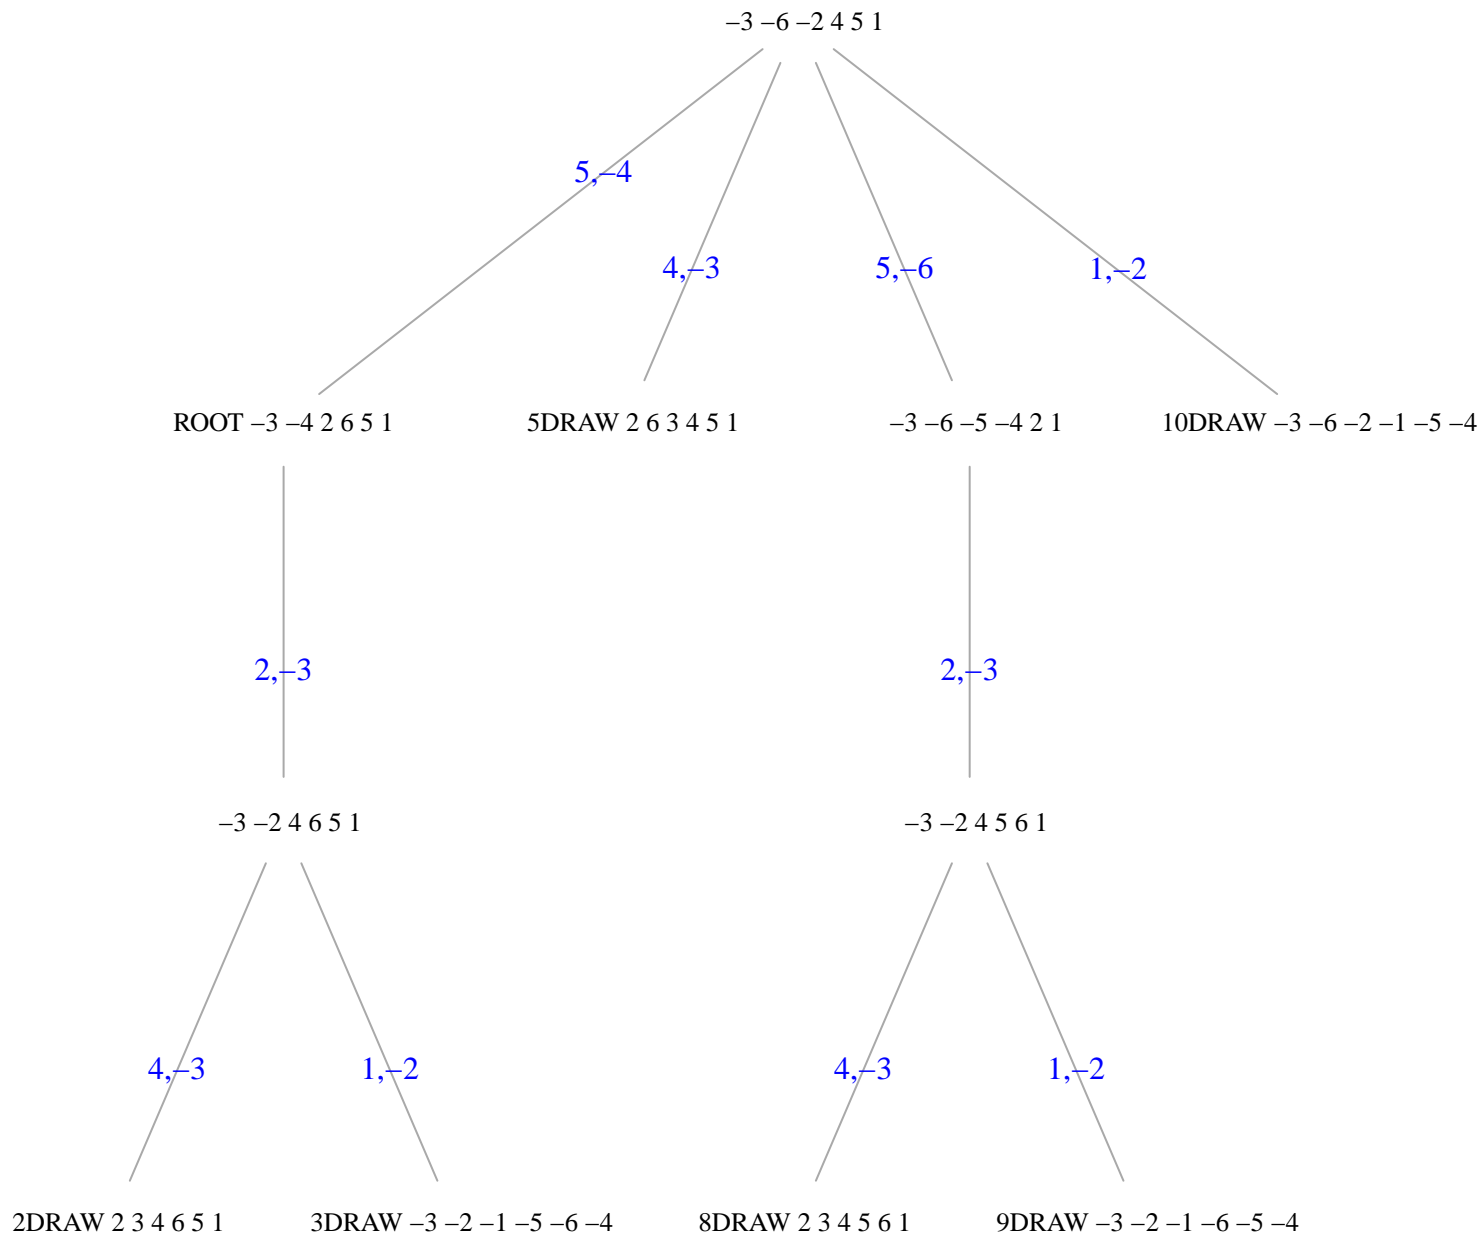 –3 –6 –2 4 5 1
5,–4
4,–3
5,–6
1,–2
ROOT –3 –4 2 6 5 1
5DRAW 2 6 3 4 5 1
–3 –6 –5 –4 2 1
10DRAW –3 –6 –2 –1 –5 –4
2,–3
2,–3
–3 –2 4 6 5 1
–3 –2 4 5 6 1
4,–3
1,–2
4,–3
1,–2
2DRAW 2 3 4 6 5 1
3DRAW –3 –2 –1 –5 –6 –4
8DRAW 2 3 4 5 6 1
9DRAW –3 –2 –1 –6 –5 –4